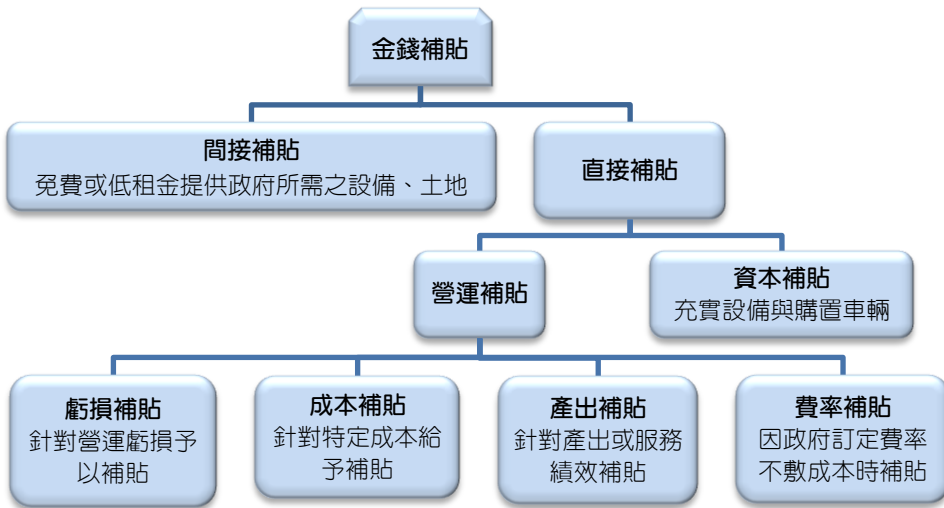 金錢補貼
間接補貼
免費或低租金提供政府所需之設備、土地
直接補貼
營運補貼
資本補貼
充實設備與購置車輛
虧損補貼
針對營運虧損予
以補貼
成本補貼
針對特定成本給
予補貼
產出補貼
針對產出或服務
績效補貼
費率補貼
因政府訂定費率
不敷成本時補貼